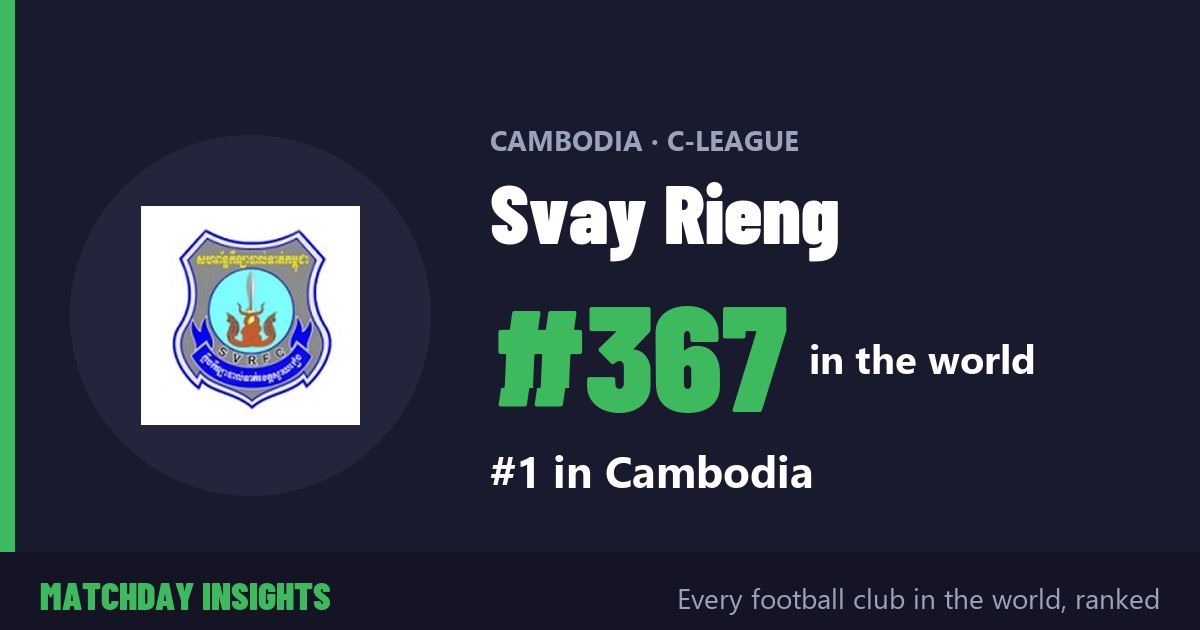 CAMBODIA · C-LEAGUE
Svay Rieng
#367 in the world
#1 in Cambodia
SVRFC
MATCHDAY INSIGHTS
Every football club in the world, ranked